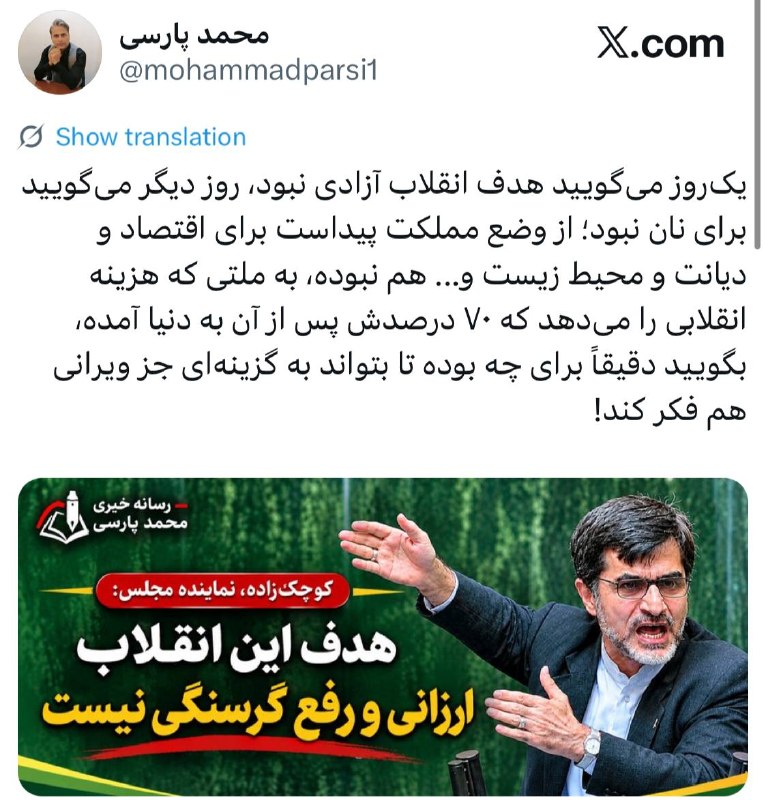 محمد پارسی
@mohammadparsi1
X.com
Show translation
یک‌روز می‌گویید هدف انقلاب آزادی نبود، روز دیگر می‌گویید
برای نان نبود؛ از وضع مملکت پیداست برای اقتصاد و
دیانت و محیط زیست و... هم نبوده، به ملتی که هزینه
انقلابی را می‌دهد که ۷۰ درصدش پس از آن به دنیا آمده،
بگویید دقیقاً برای چه بوده تا بتواند به گزینه‌ای جز ویرانی
هم فکر کند!
رسانه خبری
محمد پارسی
کوچک‌زاده، نماینده مجلس:
هدف این انقلاب
ارزانی و رفع گرسنگی نیست